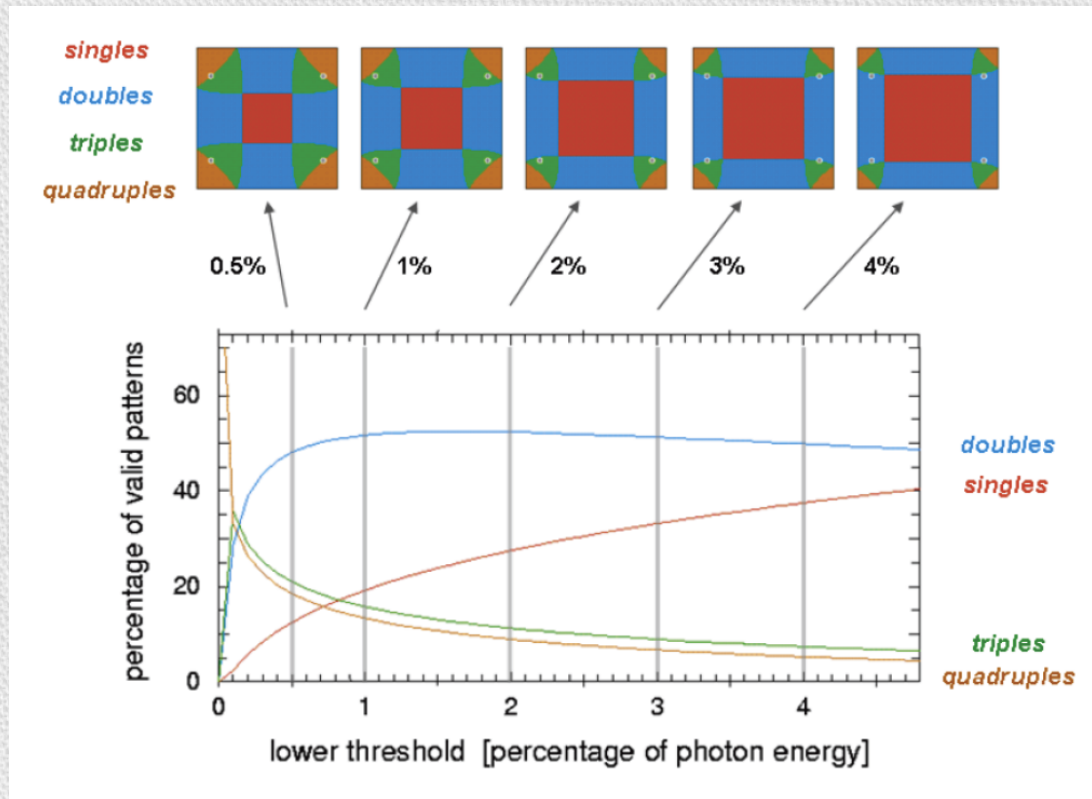 singles
doubles
triples
quadruples
0.5%
1%
2%
3%
4%
percentage of valid patterns
60
40
20
0
doubles
singles
triples
quadruples
0 1 2 3 4
lower threshold [percentage of photon energy]